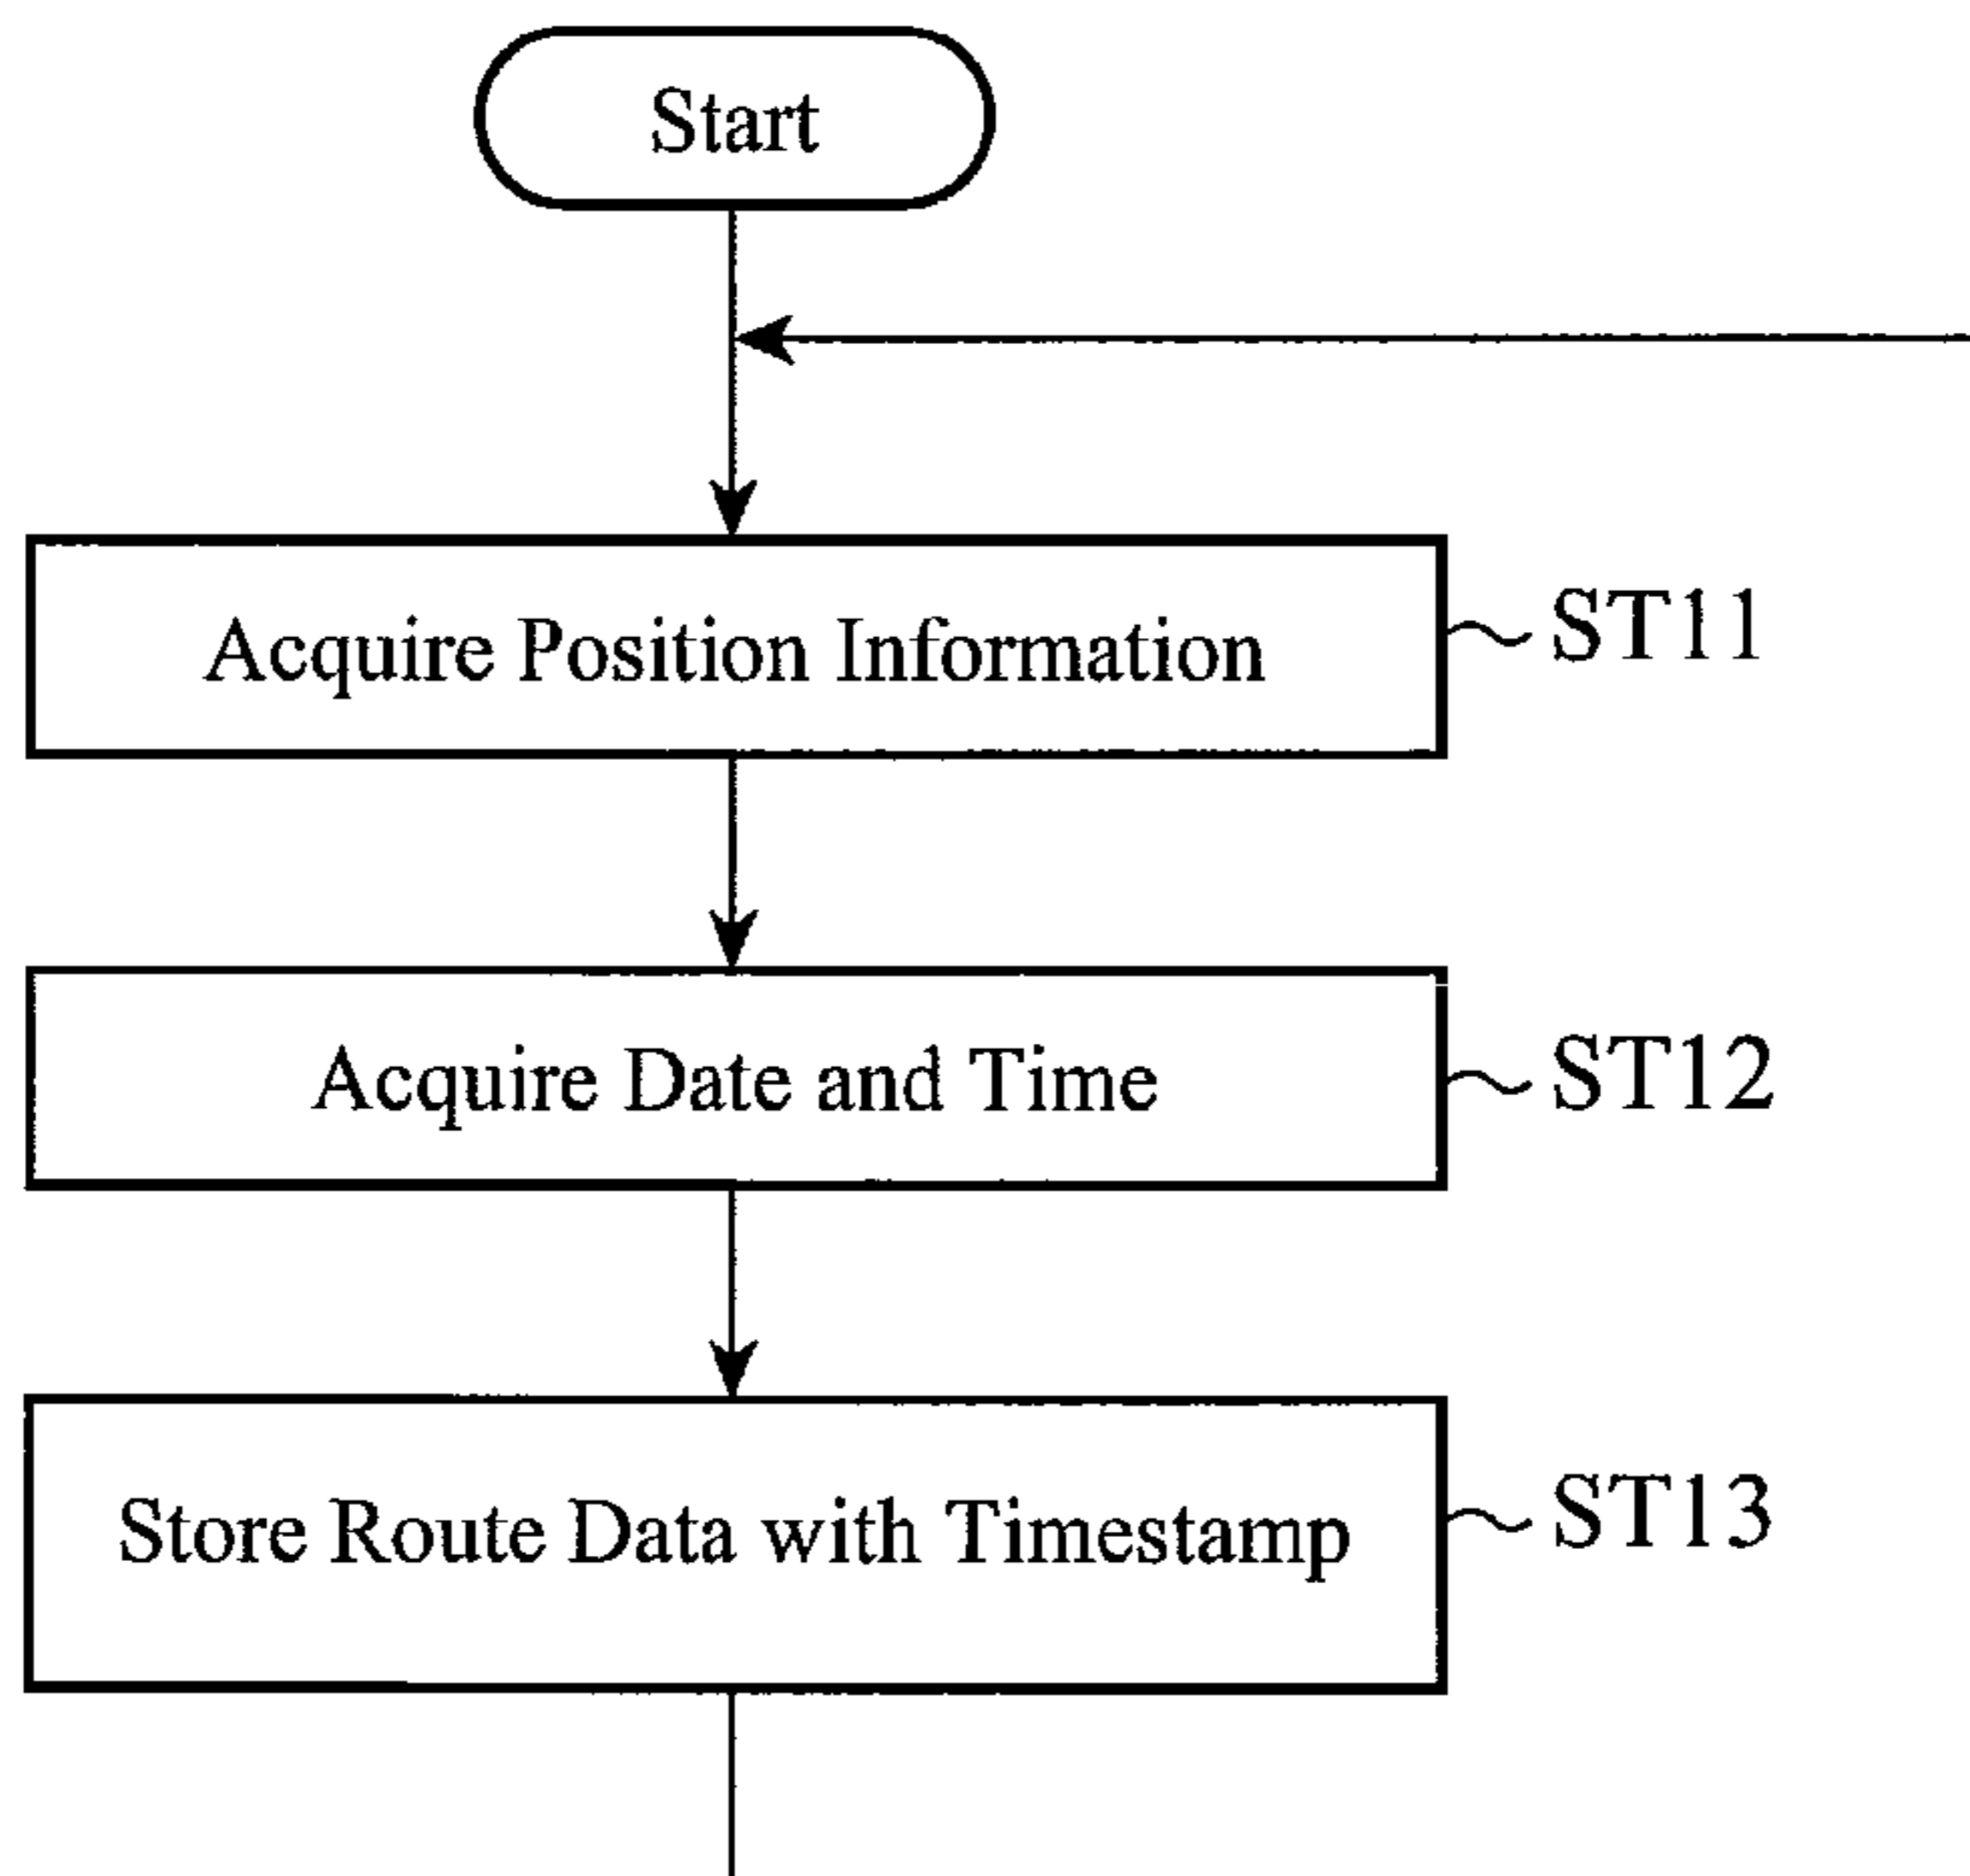 Start
Acquire Position Information
ST11
Acquire Date and Time
ST12
Store Route Data with Timestamp
ST13